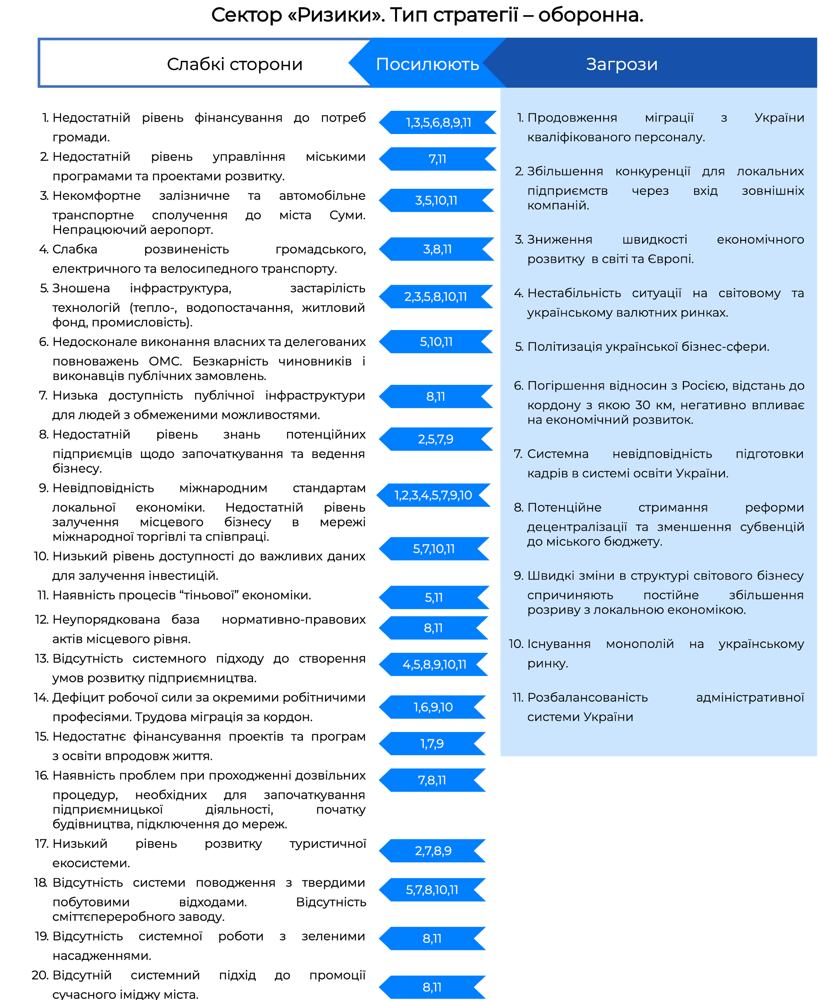 Сектор «Ризики». Тип стратегії – оборонна.
Слабкі сторони
Посилюють
Загрози
1. Недостатній рівень фінансування до потреб
громади.
2. Недостатній рівень управління міськими
програмами та проектами розвитку.
3. Некомфортне залізничне та автомобільне
транспортне сполучення до міста Суми.
Непрацюючий аеропорт.
4. Слабка розвиненість громадського,
електричного та велосипедного транспорту.
5. Зношена інфраструктура, застарілість
технологій (тепло-, водопостачання, житловий
фонд, промисловість).
6. Недосконале виконання власних та делегованих
повноважень ОМС. Безкарність чиновників і
виконавців публічних замовлень.
7. Низька доступність публічної інфраструктури
для людей з обмеженими можливостями.
8. Недостатній рівень знань потенційних
підприємців щодо започаткування та ведення
бізнесу.
9. Невідповідність міжнародним стандартам
локальної економіки. Недостатній рівень
залучення місцевого бізнесу в мережі
міжнародної торгівлі та співпраці.
10. Низький рівень доступності до важливих даних
для залучення інвестицій.
11. Наявність процесів “тіньової” економіки.
12. Неупорядкована база нормативно-правових
актів місцевого рівня.
13. Відсутність системного підходу до створення
умов розвитку підприємництва.
14. Дефіцит робочої сили за окремими робітничими
професіями. Трудова міграція за кордон.
15. Недостатнє фінансування проектів та програм
з освіти впродовж життя.
16. Наявність проблем при проходженні дозвільних
процедур, необхідних для започаткування
підприємницької діяльності, початку
будівництва, підключення до мереж.
17. Низький рівень розвитку туристичної
екосистеми.
18. Відсутність системи поводження з твердими
побутовими відходами. Відсутність
сміттєпереробного заводу.
19. Відсутність системної роботи з зеленими
насадженнями.
20. Відсутній системний підхід до промоції
сучасного іміджу міста.
1,3,5,6,8,9,11
7,11
3,5,10,11
3,8,11
2,3,5,8,10,11
5,10,11
8,11
2,5,7,9
1,2,3,4,5,7,9,10
5,7,10,11
5,11
8,11
4,5,8,9,10,11
1,6,9,10
1,7,9
7,8,11
2,7,8,9
5,7,8,10,11
8,11
8,11
1. Продовження міграції з України
кваліфікованого персоналу.
2. Збільшення конкуренції для локальних
підприємств через вхід зовнішніх
компаній.
3. Зниження швидкості економічного
розвитку в світі та Європі.
4. Нестабільність ситуації на світовому та
українському валютних ринках.
5. Політизація української бізнес-сфери.
6. Погіршення відносин з Росією, відстань до
кордону з якою 30 км, негативно впливає
на економічний розвиток.
7. Системна невідповідність підготовки
кадрів в системі освіти України.
8. Потенційне стримання реформи
децентралізації та зменшення субвенцій
до міського бюджету.
9. Швидкі зміни в структурі світового бізнесу
спричиняють постійне збільшення
розриву з локальною економікою.
10. Існування монополій на українському
ринку.
11. Розбалансованість адміністративної
системи України